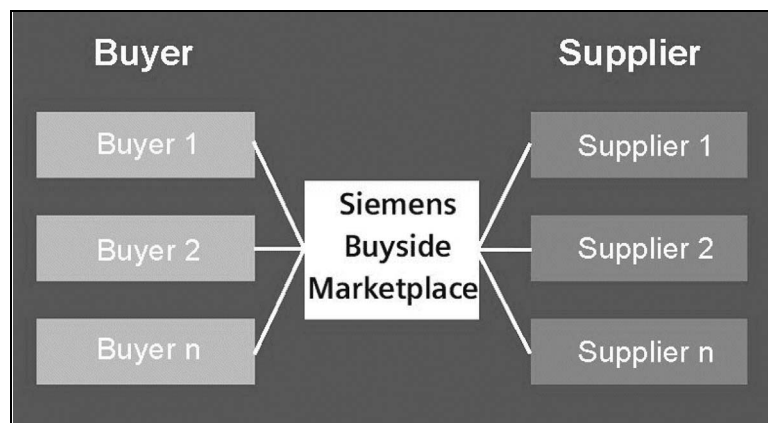 Buyer
Supplier
Buyer 1
Supplier 1
Siemens
Buyside
Marketplace
Buyer 2
Supplier 2
Buyer n
Supplier n